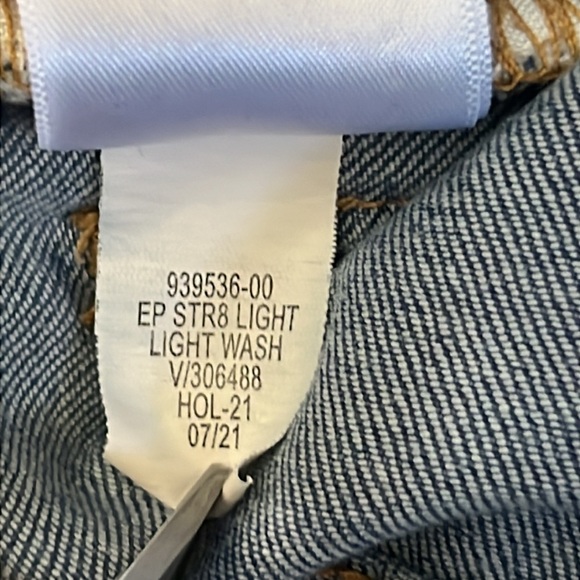 939536-00
EP STR8 LIGHT
LIGHT WASH
V/306488
HOL-21
07/21